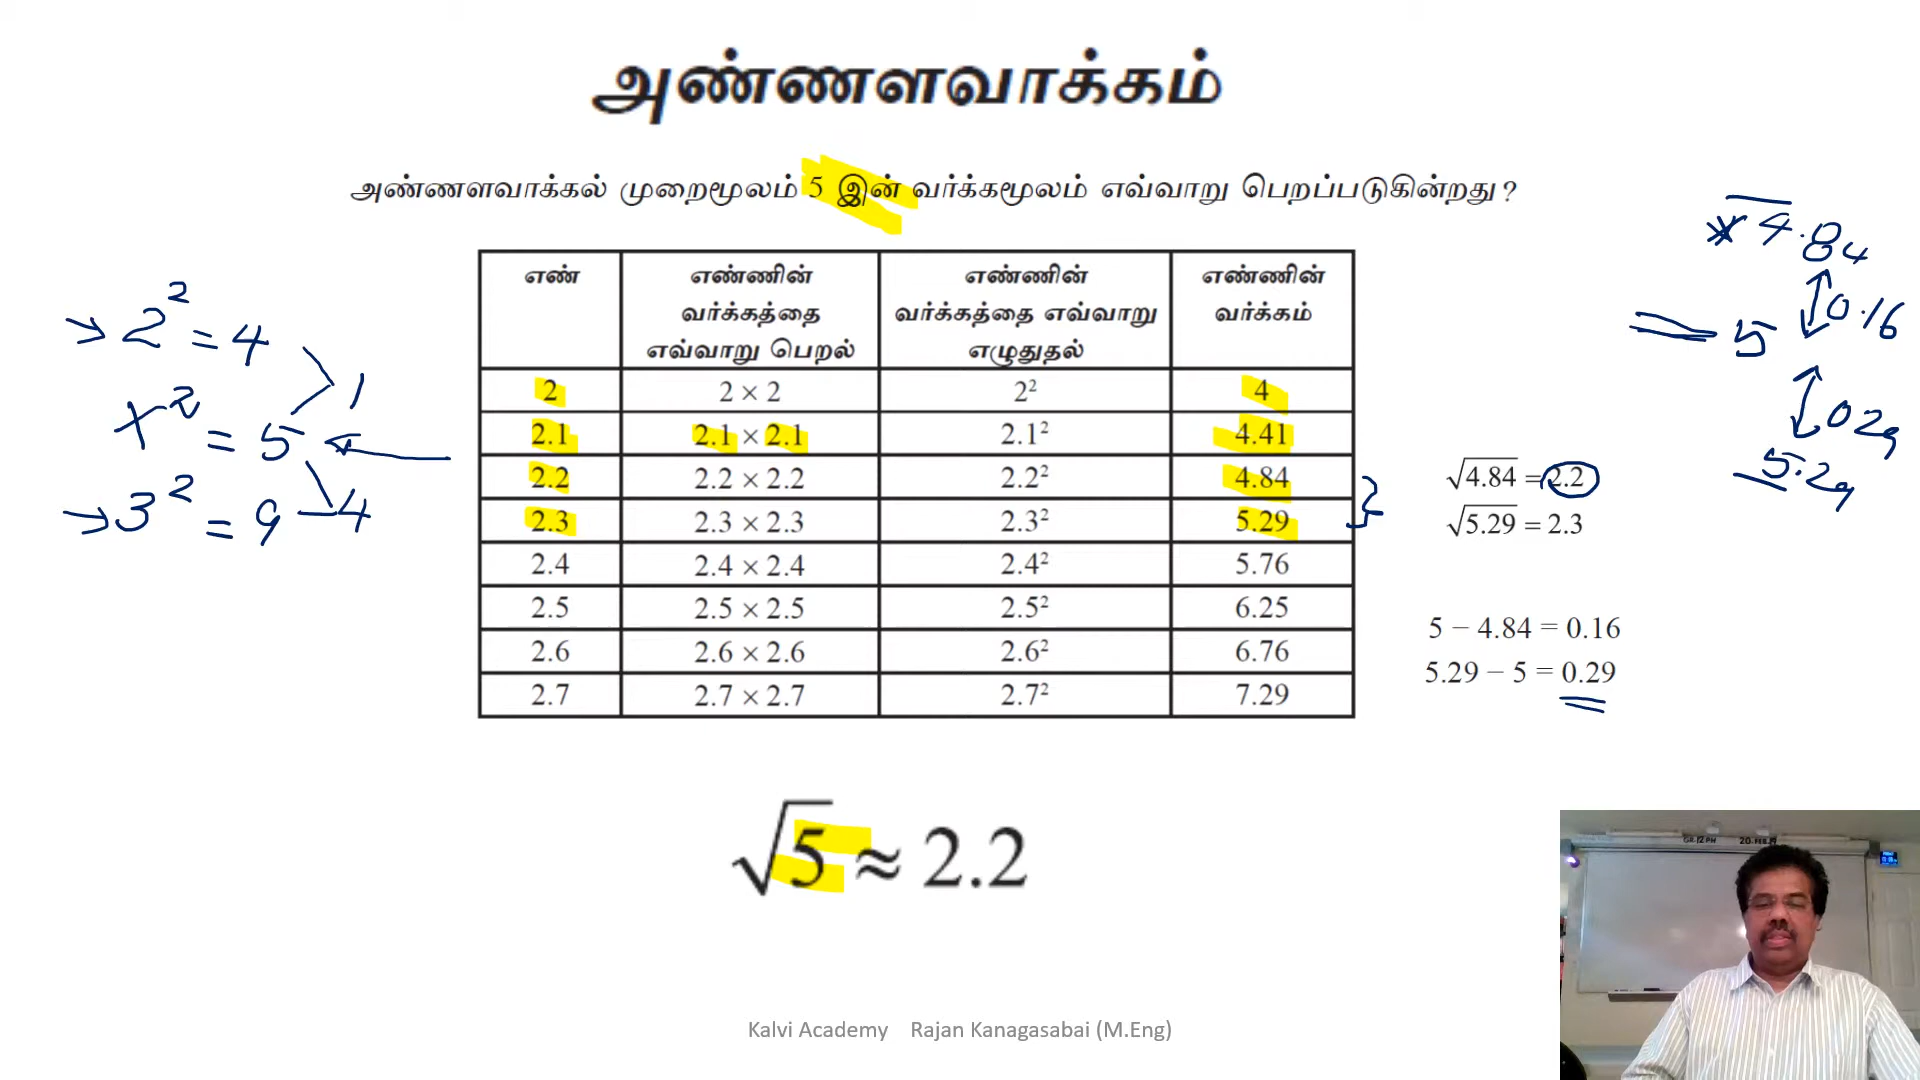 அண்ணளவாக்கம்
அண்ணளவாக்கல் முறைமூலம் 5 இன் வர்க்கமூலம் எவ்வாறு பெறப்படுகின்றது?
எண் எண்ணின் வர்க்கத்தை எவ்வாறு பெறல் எண்ணின் வர்க்கத்தை எவ்வாறு எழுதுதல் எண்ணின் வர்க்கம்
2 2 × 2 2² 4
2.1 2.1 × 2.1 2.1² 4.41
2.2 2.2 × 2.2 2.2² 4.84
2.3 2.3 × 2.3 2.3² 5.29
2.4 2.4 × 2.4 2.4² 5.76
2.5 2.5 × 2.5 2.5² 6.25
2.6 2.6 × 2.6 2.6² 6.76
2.7 2.7 × 2.7 2.7² 7.29
→ 2² = 4
1
x² = 5 ←
→ 3² = 9
4
√4.84 = 2.2
√5.29 = 2.3
5 − 4.84 = 0.16
5.29 − 5 = 0.29
* 4.84
0.16
5
0.29
5.29
√5 ≈ 2.2
Kalvi Academy Rajan Kanagasabai (M.Eng)
GR.12 PH 20.FEB